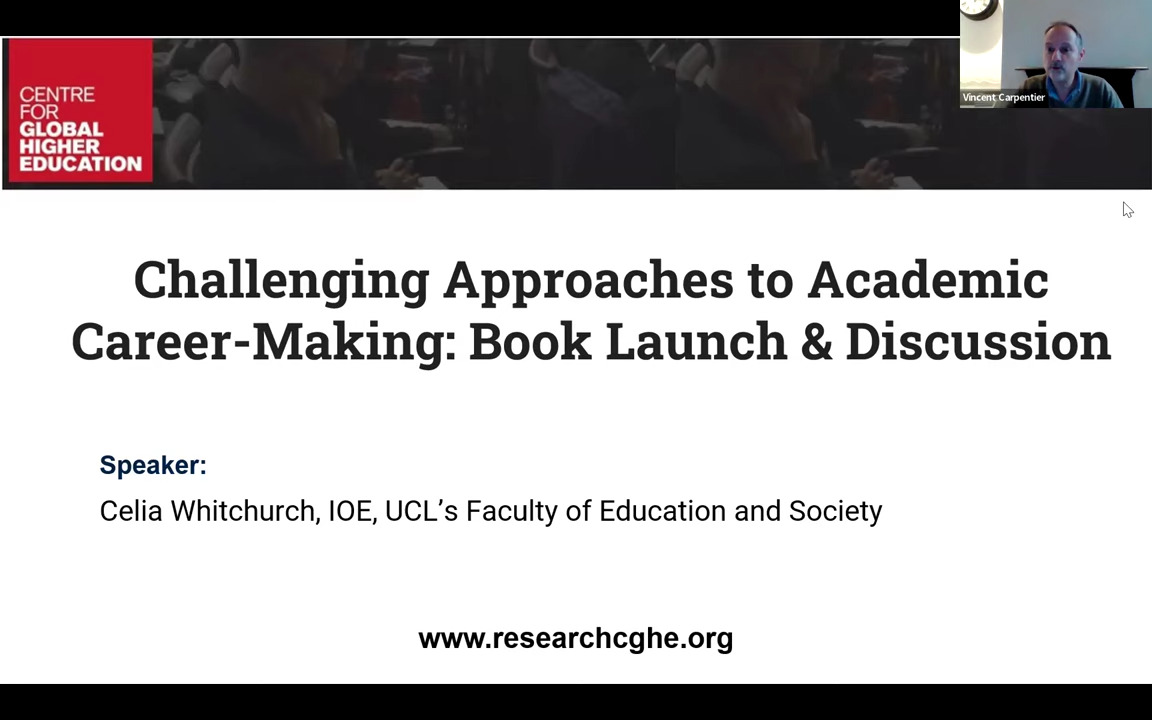 CENTRE
FOR
GLOBAL
HIGHER
EDUCATION
Vincent Carpentier
Challenging Approaches to Academic
Career-Making: Book Launch & Discussion
Speaker:
Celia Whitchurch, IOE, UCL’s Faculty of Education and Society
www.researchcghe.org